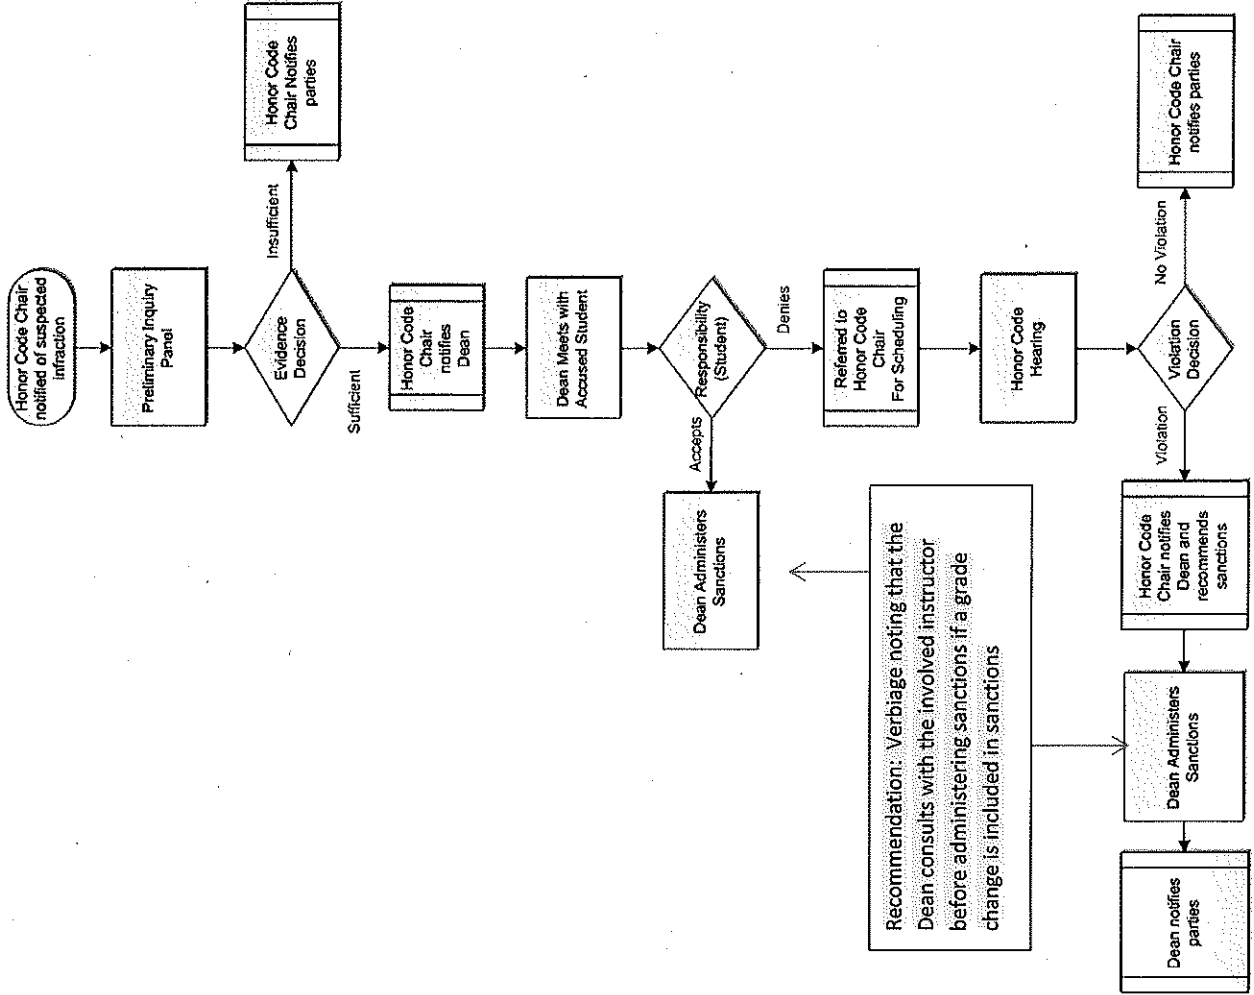 Honor Code Chair
notified of suspected
infraction
Preliminary Inquiry
Panel
Evidence
Decision
Insufficient
Honor Code
Chair Notifies
parties
Sufficient
Honor Code
Chair
notifies
Dean
Dean Meets with
Accused Student
Responsibility
(Student)
Accepts
Dean Administers
Sanctions
Denies
Referred to
Honor Code
Chair
For Scheduling
Honor Code
Hearing
Violation
Decision
No Violation
Honor Code Chair
notifies parties
Violation
Honor Code
Chair notifies
Dean and
recommends
sanctions
Dean Administers
Sanctions
Dean notifies
parties
Recommendation: Verbiage noting that the
Dean consults with the involved instructor
before administering sanctions if a grade
change is included in sanctions